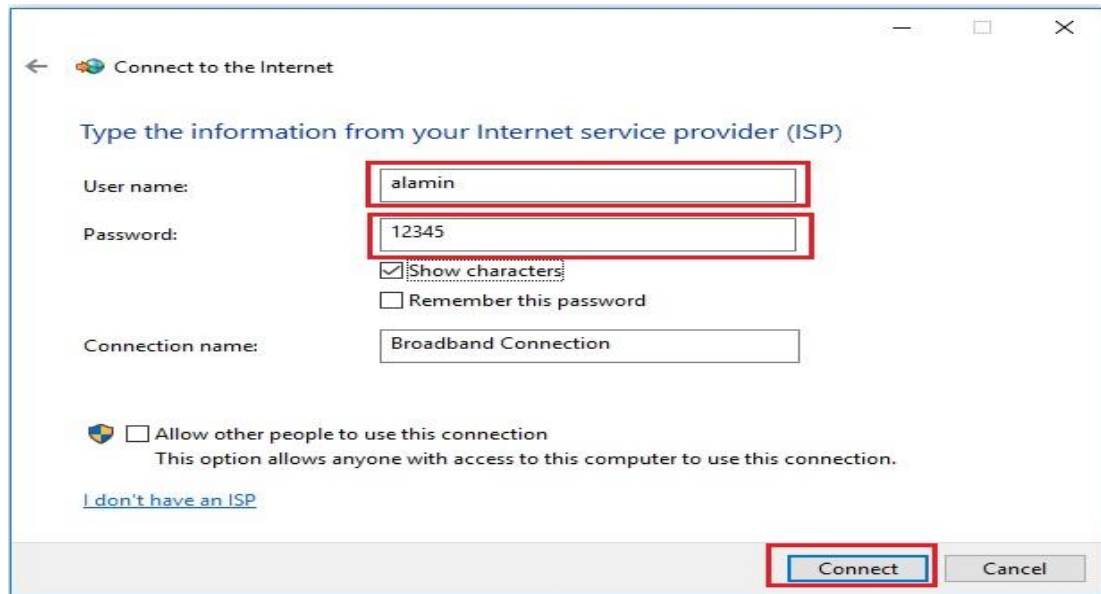 Connect to the Internet
Type the information from your Internet service provider (ISP)
User name: alamin
Password: 12345
Show characters
Remember this password
Connection name: Broadband Connection
Allow other people to use this connection
This option allows anyone with access to this computer to use this connection.
I don't have an ISP
Connect Cancel